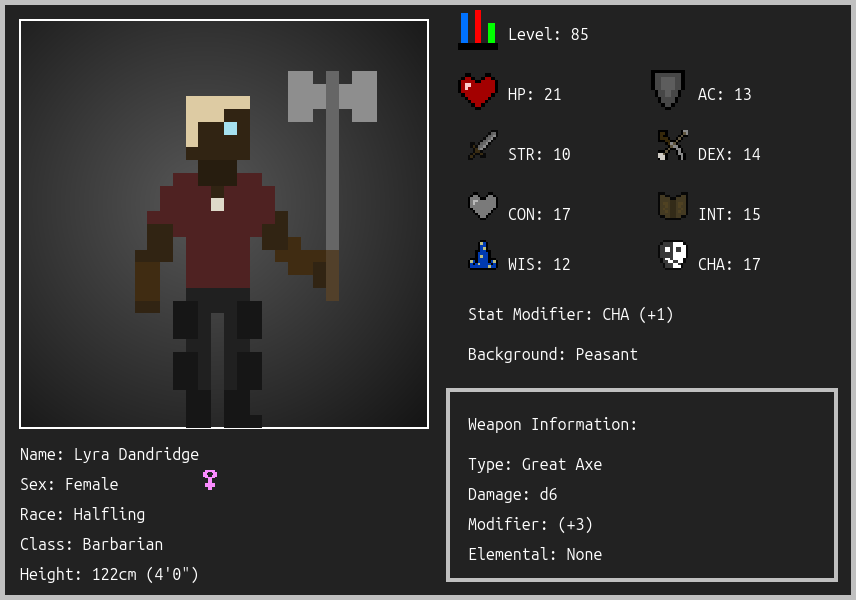 Level: 85
HP: 21
AC: 13
STR: 10
DEX: 14
CON: 17
INT: 15
WIS: 12
CHA: 17
Stat Modifier: CHA (+1)
Background: Peasant
Name: Lyra Dandridge
Sex: Female
Race: Halfling
Class: Barbarian
Height: 122cm (4'0")
Weapon Information:
Type: Great Axe
Damage: d6
Modifier: (+3)
Elemental: None